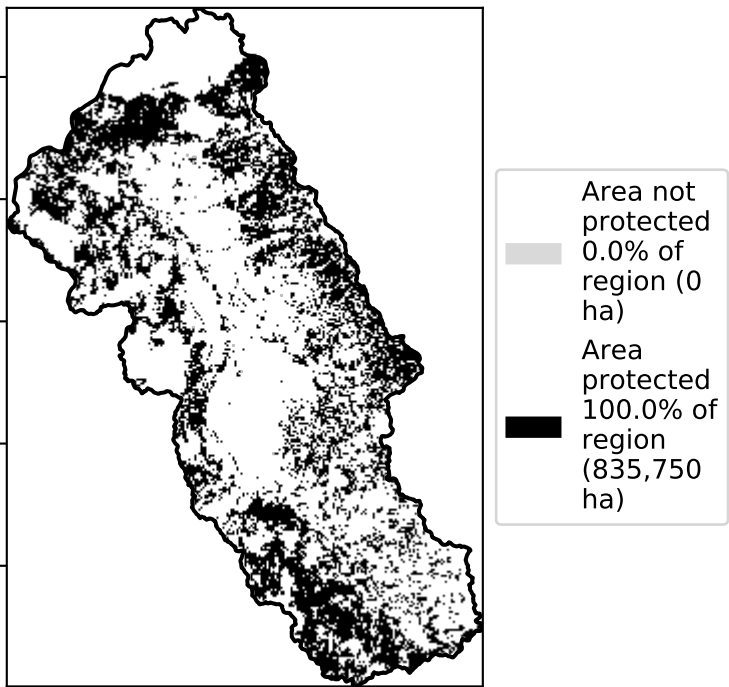 Area not
protected
0.0% of
region (0
ha)
Area
protected
100.0% of
region
(835,750
ha)